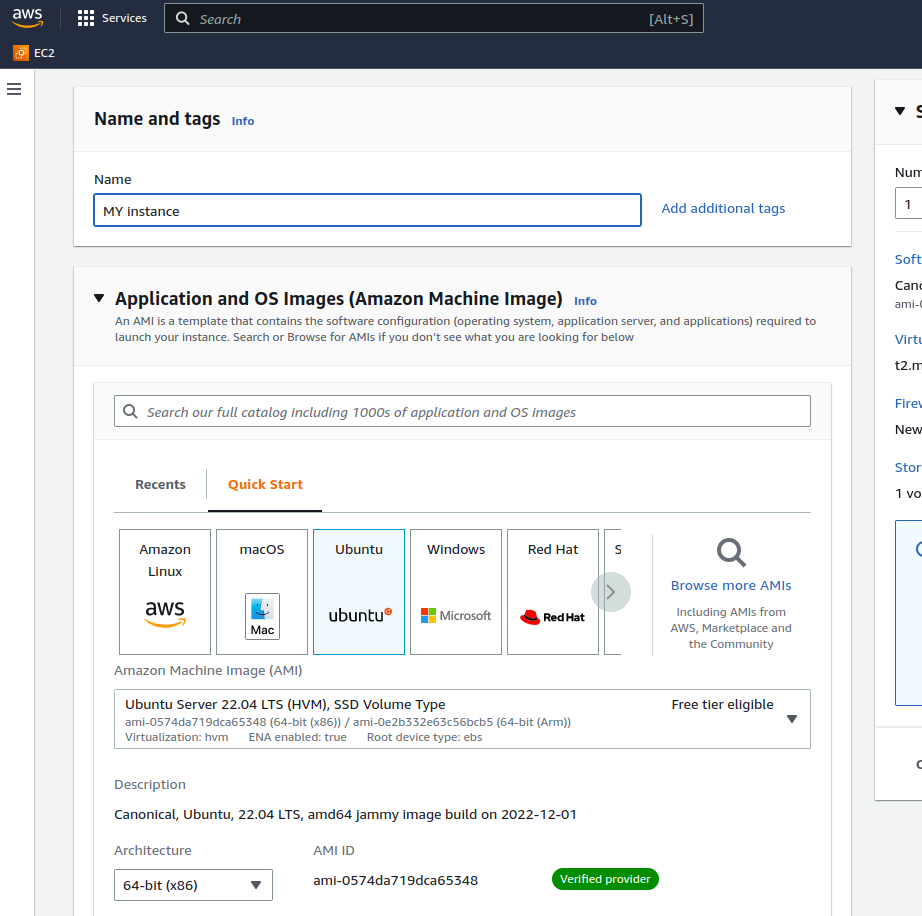 aws
Services
Search
[Alt+S]
EC2
Name and tags Info
Name
MY instance
Add additional tags
Application and OS Images (Amazon Machine Image) Info
An AMI is a template that contains the software configuration (operating system, application server, and applications) required to
launch your instance. Search or Browse for AMIs if you don't see what you are looking for below
Search our full catalog including 1000s of application and OS images
Recents
Quick Start
Amazon
Linux
aws
macOS
Mac
Ubuntu
ubuntu
Windows
Microsoft
Red Hat
Red Hat
S
Browse more AMIs
Including AMIs from
AWS, Marketplace and
the Community
Amazon Machine Image (AMI)
Ubuntu Server 22.04 LTS (HVM), SSD Volume Type
Free tier eligible
ami-0574da719dca65348 (64-bit (x86)) / ami-0e2b332e63c56bcb5 (64-bit (Arm))
Virtualization: hvm ENA enabled: true Root device type: ebs
Description
Canonical, Ubuntu, 22.04 LTS, amd64 jammy image build on 2022-12-01
Architecture
64-bit (x86)
AMI ID
ami-0574da719dca65348
Verified provider
S
Num
1
Soft
Cano
ami-0
Virtu
t2.m
Firew
New
Stor
1 vo